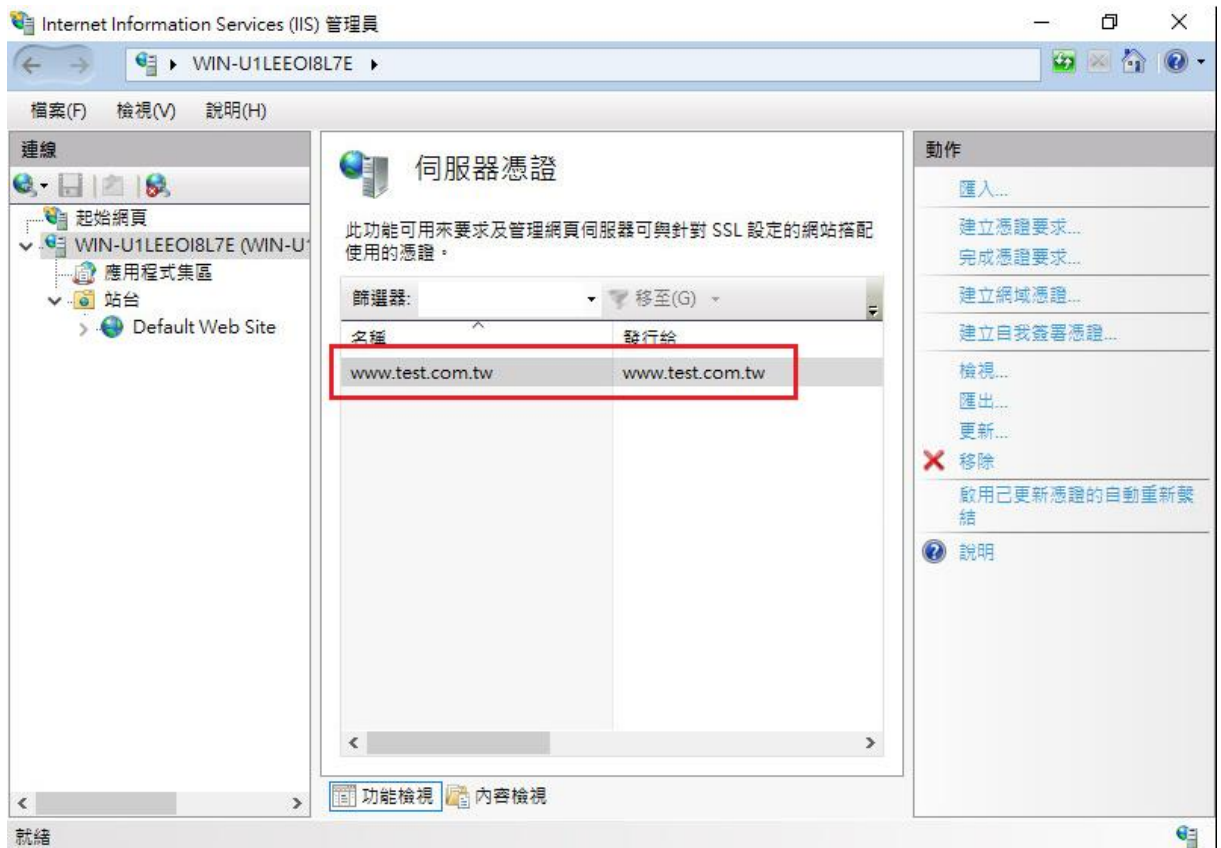 Internet Information Services (IIS) 管理員
WIN-U1LEEOI8L7E
檔案(F) 檢視(V) 說明(H)
連線
起始網頁
WIN-U1LEEOI8L7E (WIN-U
應用程式集區
站台
Default Web Site
伺服器憑證
此功能可用來要求及管理網頁伺服器可與針對 SSL 設定的網站搭配
使用的憑證。
篩選器: 移至(G)
名稱 發行給
www.test.com.tw www.test.com.tw
功能檢視 內容檢視
動作
匯入...
建立憑證要求...
完成憑證要求...
建立網域憑證...
建立自我簽署憑證...
檢視...
匯出...
更新...
移除
啟用已更新憑證的自動重新繫
結
說明
就緒